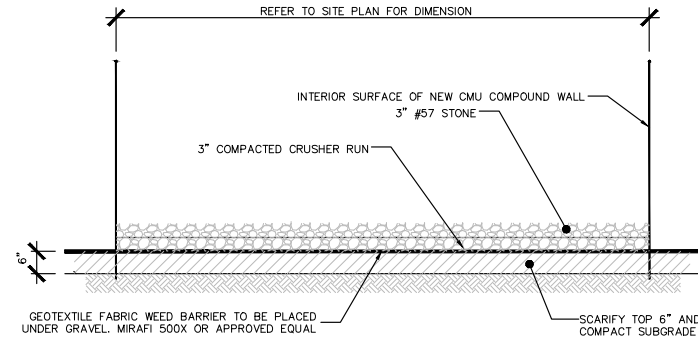 REFER TO SITE PLAN FOR DIMENSION
INTERIOR SURFACE OF NEW CMU COMPOUND WALL
3" #57 STONE
3" COMPACTED CRUSHER RUN
6"
GEOTEXTILE FABRIC WEED BARRIER TO BE PLACED
UNDER GRAVEL. MIRAFI 500X OR APPROVED EQUAL
SCARIFY TOP 6" AND
COMPACT SUBGRADE